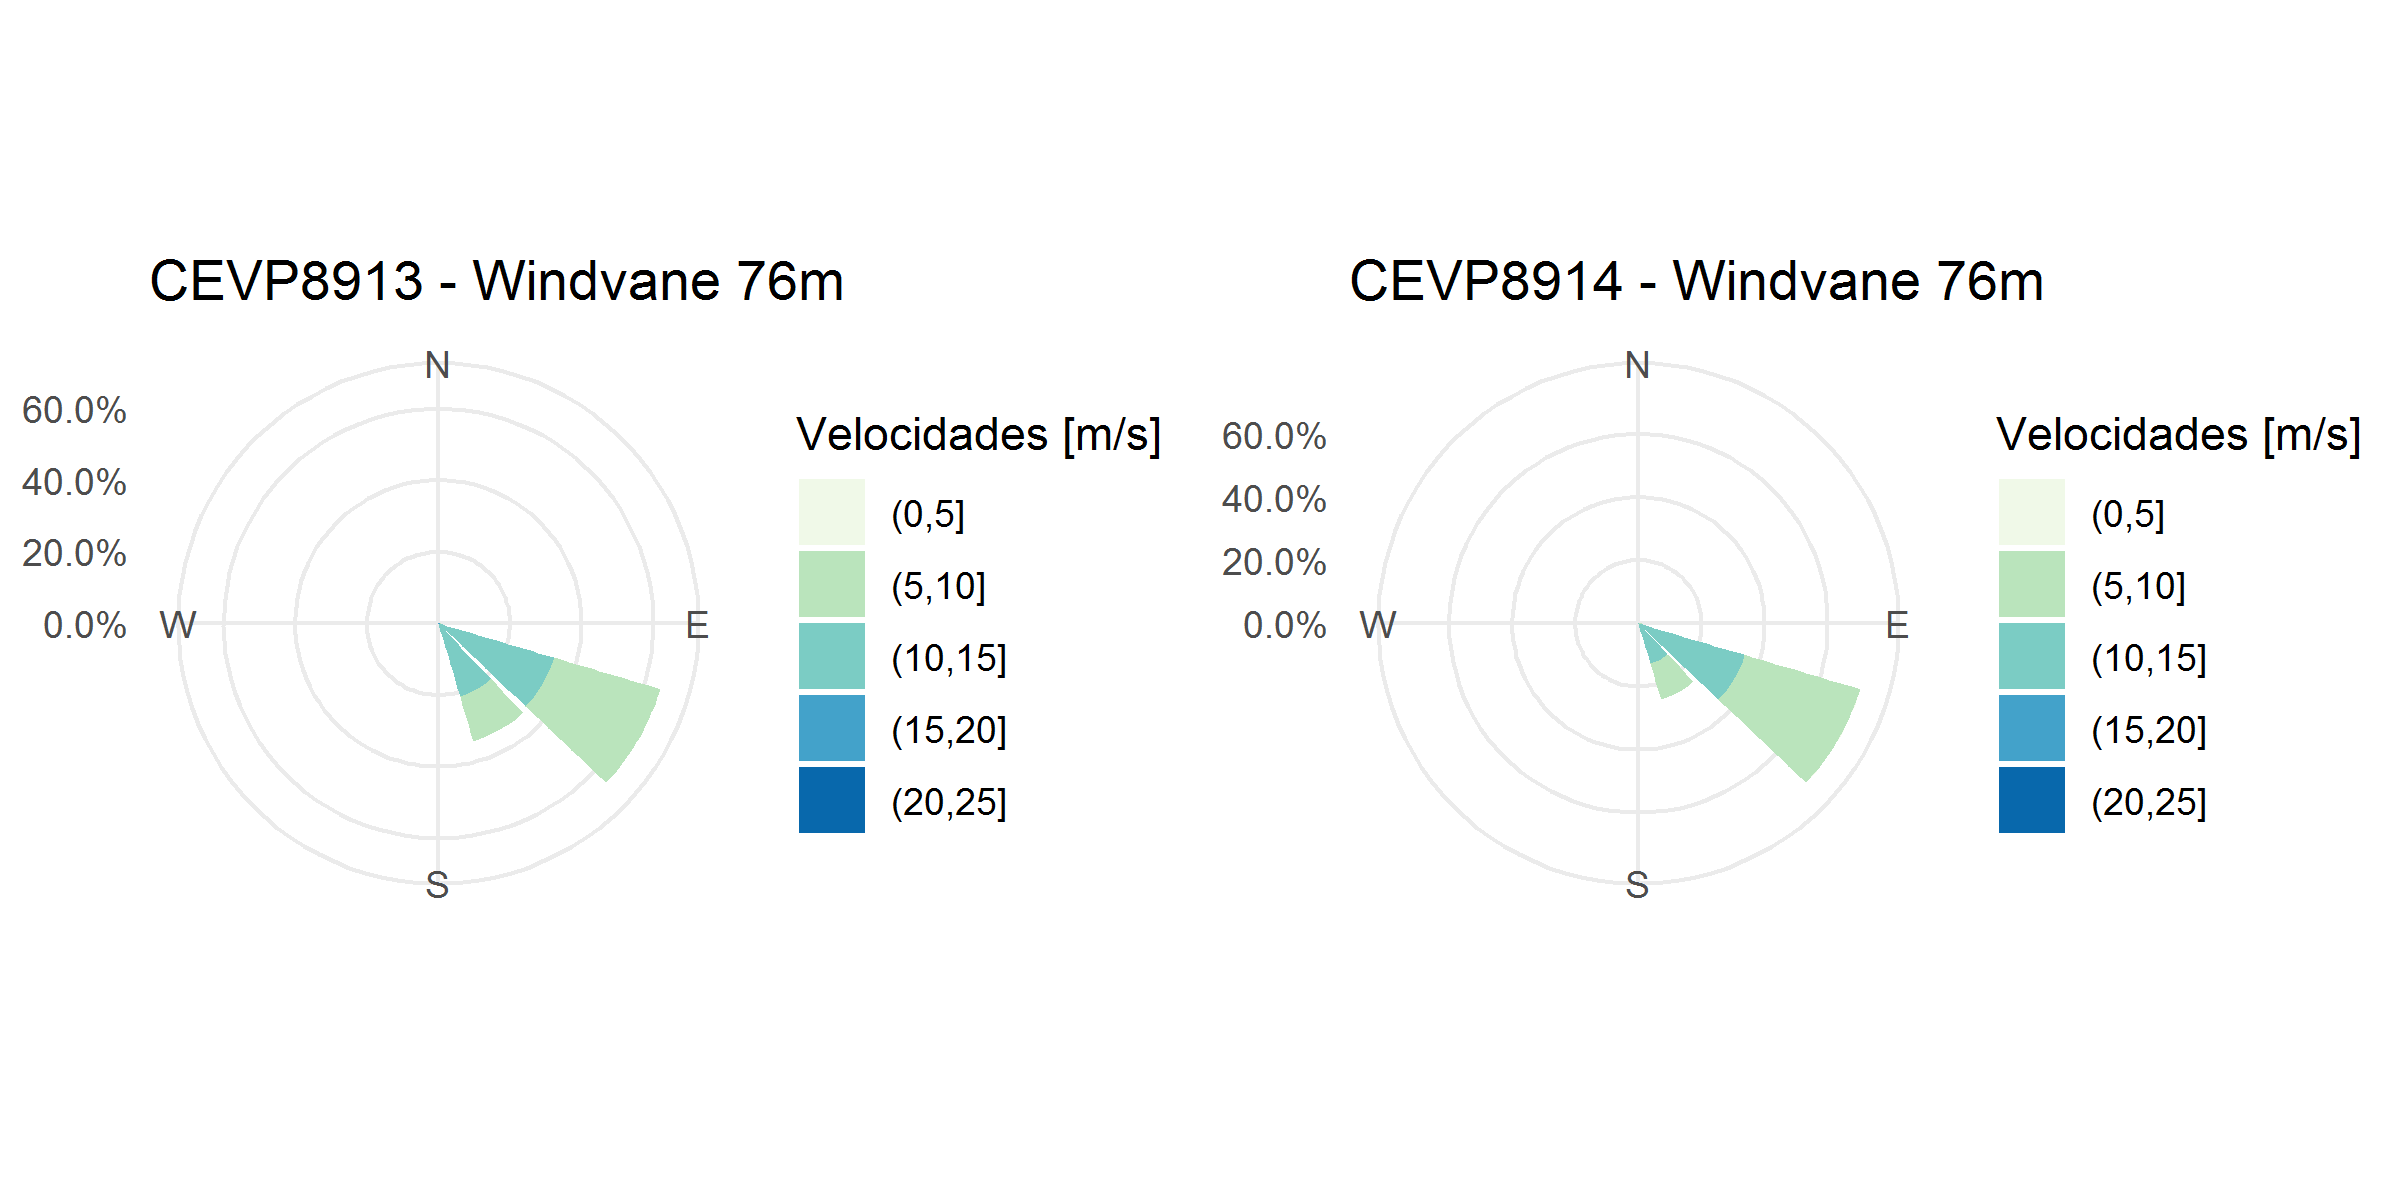 CEVP8913 - Windvane 76m
N
60.0%
40.0%
20.0%
0.0%
W
E
S
Velocidades [m/s]
(0,5]
(5,10]
(10,15]
(15,20]
(20,25]
CEVP8914 - Windvane 76m
N
60.0%
40.0%
20.0%
0.0%
W
E
S
Velocidades [m/s]
(0,5]
(5,10]
(10,15]
(15,20]
(20,25]